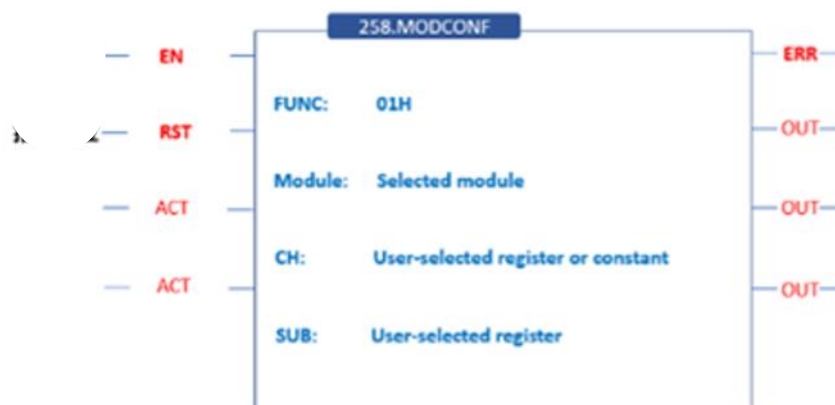 258.MODCONF
EN ERR
FUNC: 01H
RST OUT
Module: Selected module
ACT OUT
CH: User-selected register or constant
ACT OUT
SUB: User-selected register